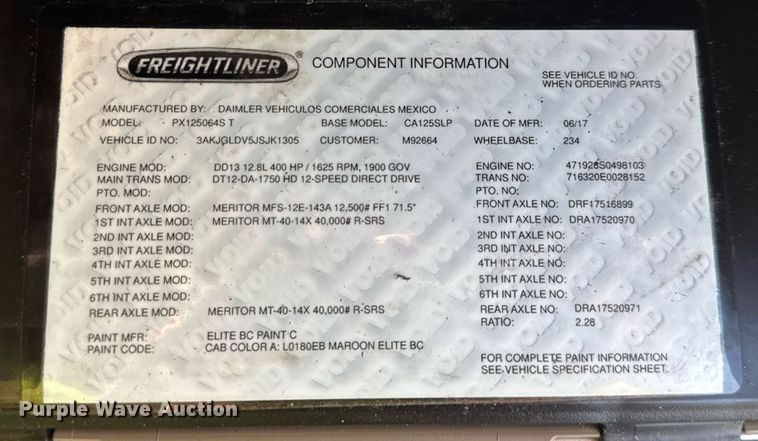 FREIGHTLINER ® COMPONENT INFORMATION
SEE VEHICLE ID NO.
WHEN ORDERING PARTS
MANUFACTURED BY: DAIMLER VEHICULOS COMERCIALES MEXICO
MODEL: PX125064S T BASE MODEL: CA125SLP DATE OF MFR: 06/17
VEHICLE ID NO: 3AKJGLDV5JSJK1305 CUSTOMER: M92664 WHEELBASE: 234
ENGINE MOD: DD13 12.8L 400 HP / 1625 RPM, 1900 GOV ENGINE NO: 471928S0498103
MAIN TRANS MOD: DT12-DA-1750 HD 12-SPEED DIRECT DRIVE TRANS NO: 716320E0028152
PTO. MOD: PTO. NO:
FRONT AXLE MOD: MERITOR MFS-12E-143A 12,500# FF1 71.5" FRONT AXLE NO: DRF17516899
1ST INT AXLE MOD: MERITOR MT-40-14X 40,000# R-SRS 1ST INT AXLE NO: DRA17520970
2ND INT AXLE MOD: 2ND INT AXLE NO:
3RD INT AXLE MOD: 3RD INT AXLE NO:
4TH INT AXLE MOD: 4TH INT AXLE NO:
5TH INT AXLE MOD: 5TH INT AXLE NO:
6TH INT AXLE MOD: 6TH INT AXLE NO:
REAR AXLE MOD: MERITOR MT-40-14X 40,000# R-SRS REAR AXLE NO: DRA17520971
RATIO: 2.28
PAINT MFR: ELITE BC PAINT C
PAINT CODE: CAB COLOR A: L0180EB MAROON ELITE BC
FOR COMPLETE PAINT INFORMATION
SEE VEHICLE SPECIFICATION SHEET.
Purple Wave Auction